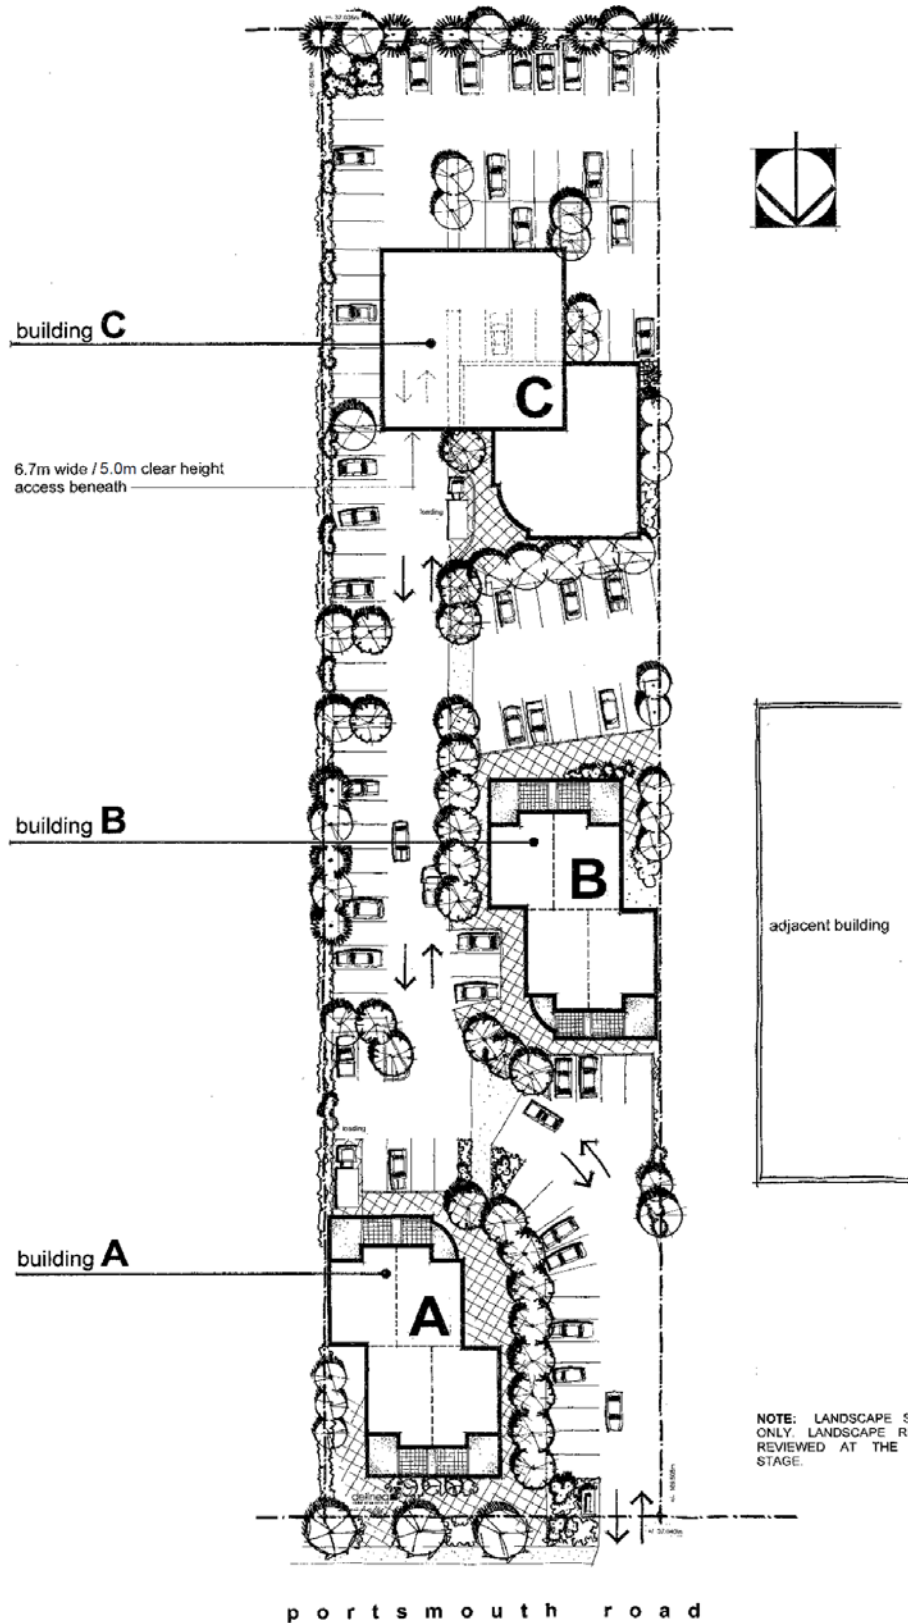 building C
C
6.7m wide / 5.0m clear height
access beneath
loading
building B
B
adjacent building
loading
building A
A
NOTE: LANDSCAPE S
ONLY. LANDSCAPE R
REVIEWED AT THE
STAGE.
portsmouth road